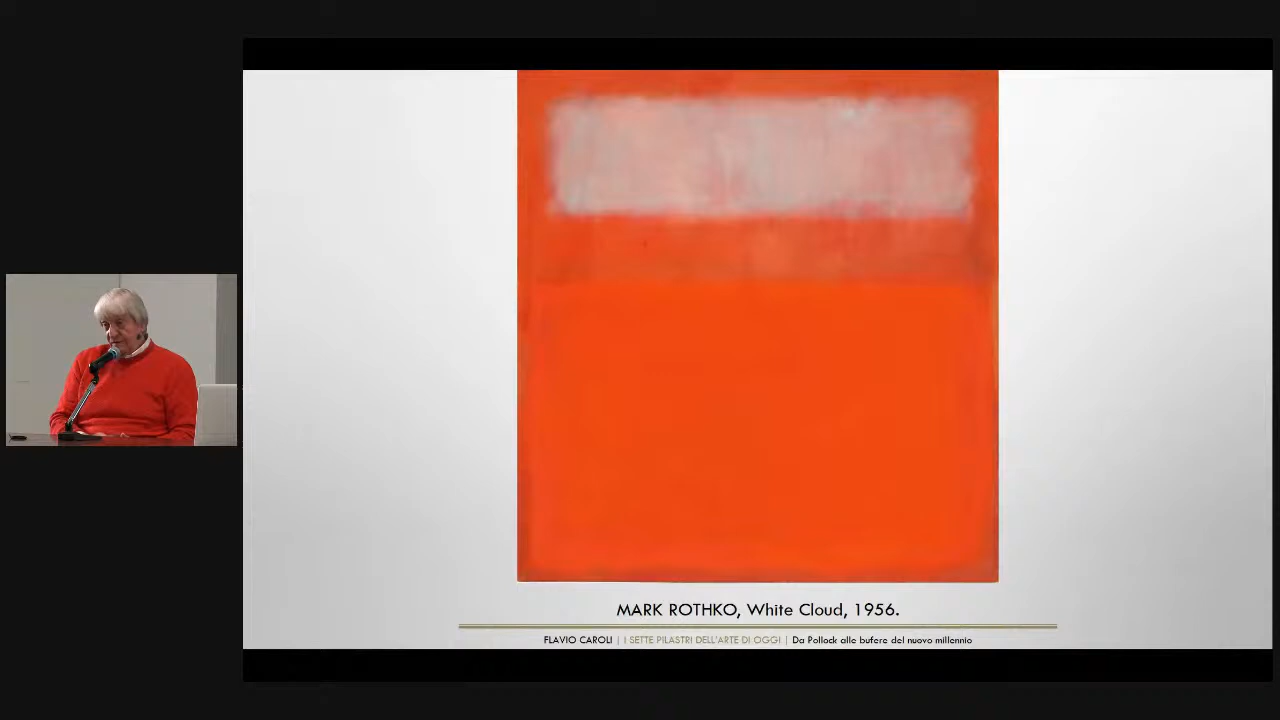 MARK ROTHKO, White Cloud, 1956.
FLAVIO CAROLI | I SETTE PILASTRI DELL'ARTE DI OGGI | Da Pollock alle bufere del nuovo millennio